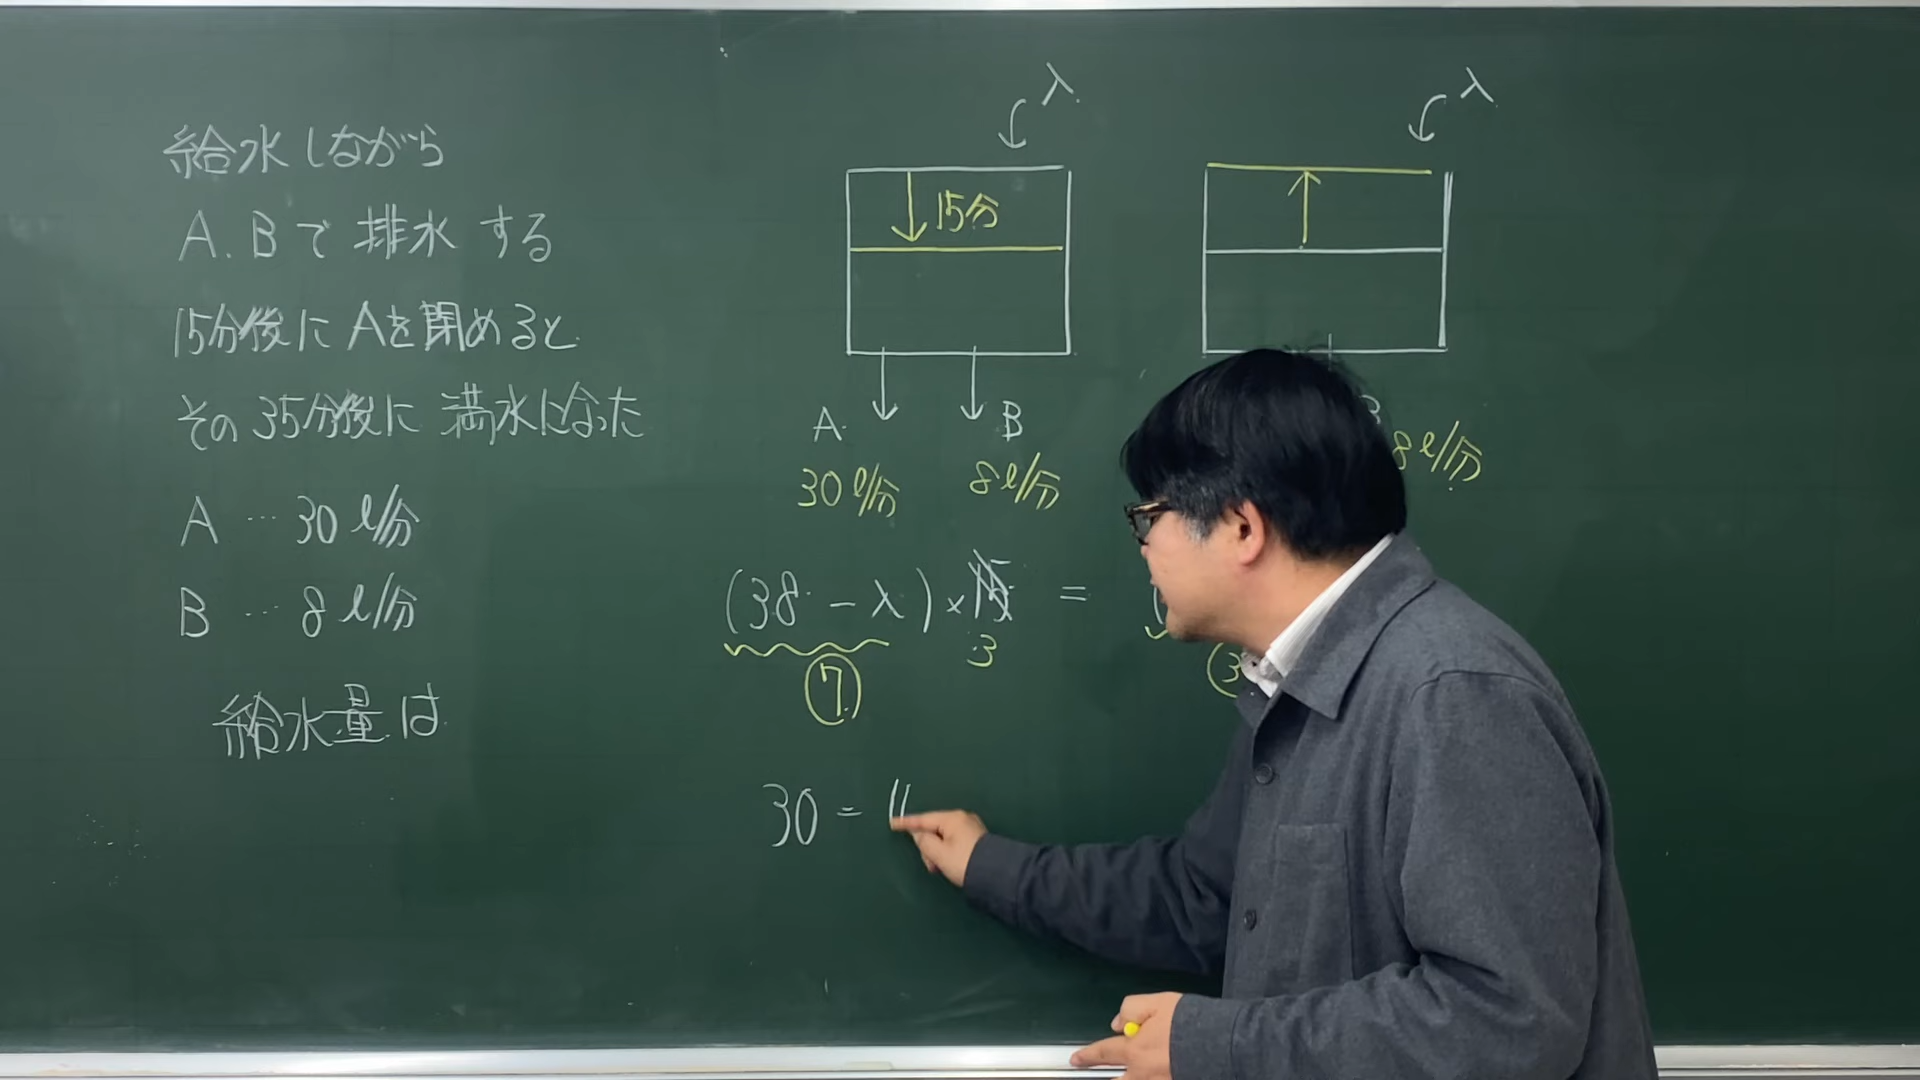 給水しながら
A.Bで排水する
15分後にAを閉めると
その35分後に満水になった
A … 30ℓ/分
B … 8ℓ/分
給水量は
入
15分
A
30ℓ/分
B
8ℓ/分
入
8ℓ/分
(38 - 入) × 15 =
3
⑦
30 =